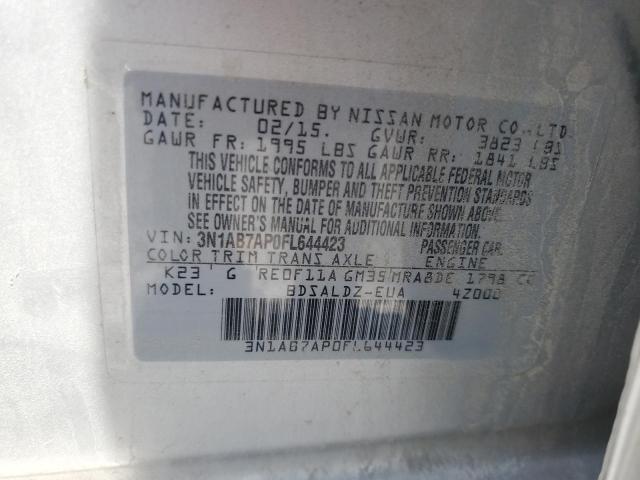 MANUFACTURED BY NISSAN MOTOR CO.,LTD.
DATE: 02/15. GVWR: 3823 LBS
GAWR FR: 1995 LBS GAWR RR: 1841 LBS
THIS VEHICLE CONFORMS TO ALL APPLICABLE FEDERAL MOTOR
VEHICLE SAFETY, BUMPER AND THEFT PREVENTION STANDARDS
IN EFFECT ON THE DATE OF MANUFACTURE SHOWN ABOVE.
SEE OWNER'S MANUAL FOR ADDITIONAL INFORMATION.
VIN: 3N1AB7AP0FL644423 PASSENGER CAR
COLOR TRIM TRANS AXLE ENGINE
K23 G RE0F11A GM35 MRA8DE 1798 CC
MODEL: BDSALDZ-EUA 4Z000
3N1AB7AP0FL644423